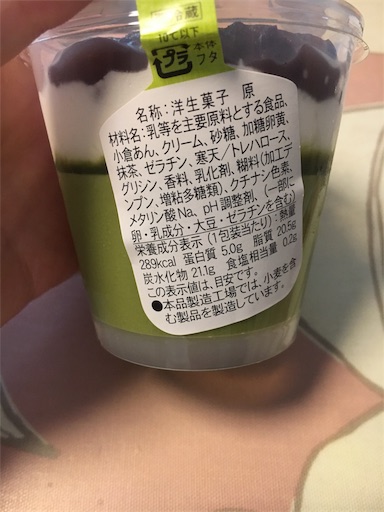 蔵
10℃以下
プラ
本体
フタ
名称:洋生菓子 原
材料名:乳等を主要原料とする食品、
小倉あん、クリーム、砂糖、加糖卵黄、
抹茶、ゼラチン、寒天/トレハロース、
グリシン、香料、乳化剤、糊料(加工デ
ンプン、増粘多糖類)、クチナシ色素、
メタリン酸Na、pH調整剤、(一部に
卵・乳成分・大豆・ゼラチンを含む)
栄養成分表示(1包装当たり):熱量
289kcal 蛋白質 5.0g 脂質 20.5g
炭水化物 21.1g 食塩相当量 0.2g
この表示値は、目安です。
●本品製造工場では、小麦を含
む製品を製造しています。